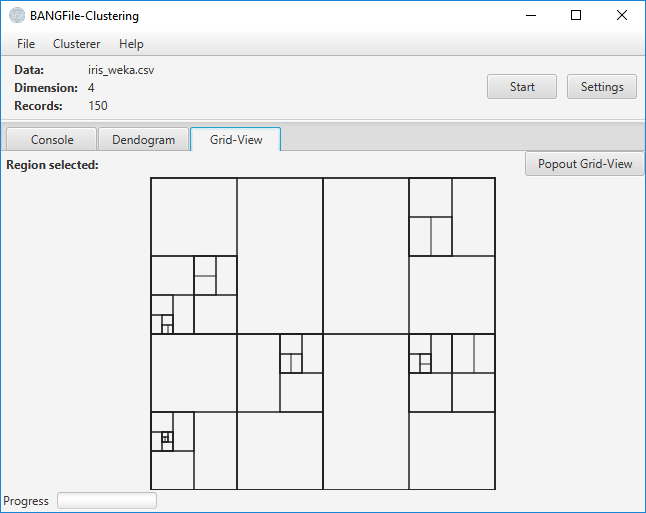 BANGFile-Clustering
File Clusterer Help
Data: iris_weka.csv
Dimension: 4
Records: 150
Start Settings
Console Dendogram Grid-View
Region selected:
Popout Grid-View
Progress